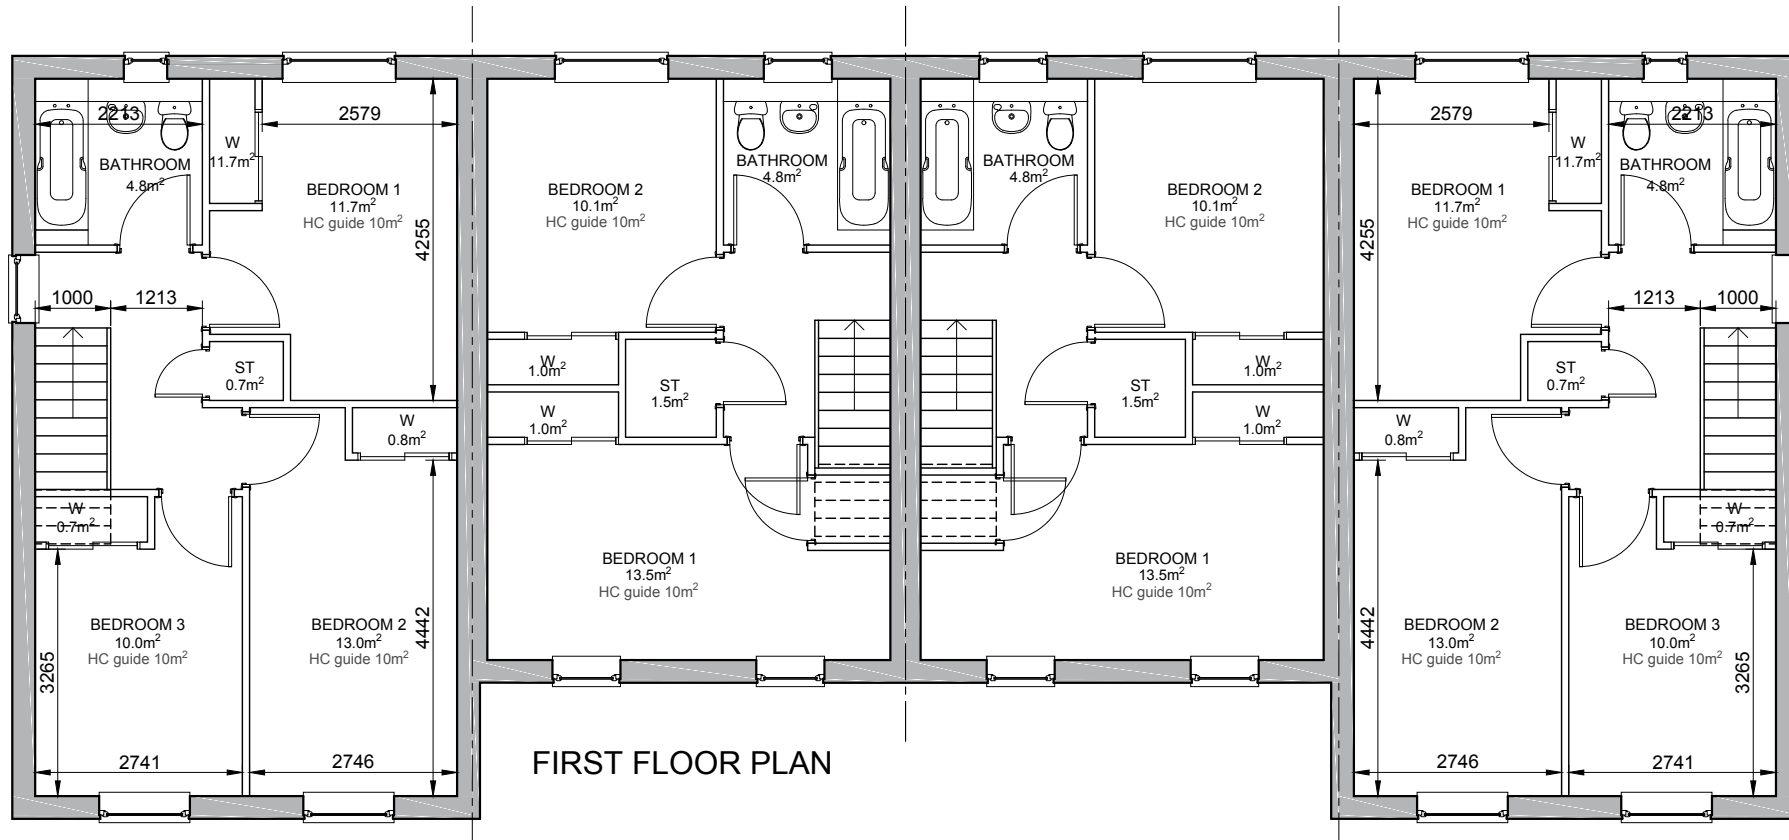 2213
W
11.7m²
2579
BATHROOM
4.8m²
BEDROOM 1
11.7m²
HC guide 10m²
4255
1000
1213
ST
0.7m²
W
0.8m²
W
0.7m²
BEDROOM 3
10.0m²
HC guide 10m²
3265
2741
BEDROOM 2
13.0m²
HC guide 10m²
4442
2746
BEDROOM 2
10.1m²
HC guide 10m²
BATHROOM
4.8m²
W
1.0m²
W
1.0m²
ST
1.5m²
BEDROOM 1
13.5m²
HC guide 10m²
BATHROOM
4.8m²
BEDROOM 2
10.1m²
HC guide 10m²
ST
1.5m²
W
1.0m²
W
1.0m²
BEDROOM 1
13.5m²
HC guide 10m²
2579
W
11.7m²
2213
BATHROOM
4.8m²
BEDROOM 1
11.7m²
HC guide 10m²
4255
1213
1000
ST
0.7m²
W
0.8m²
W
0.7m²
BEDROOM 2
13.0m²
HC guide 10m²
4442
2746
BEDROOM 3
10.0m²
HC guide 10m²
3265
2741
FIRST FLOOR PLAN